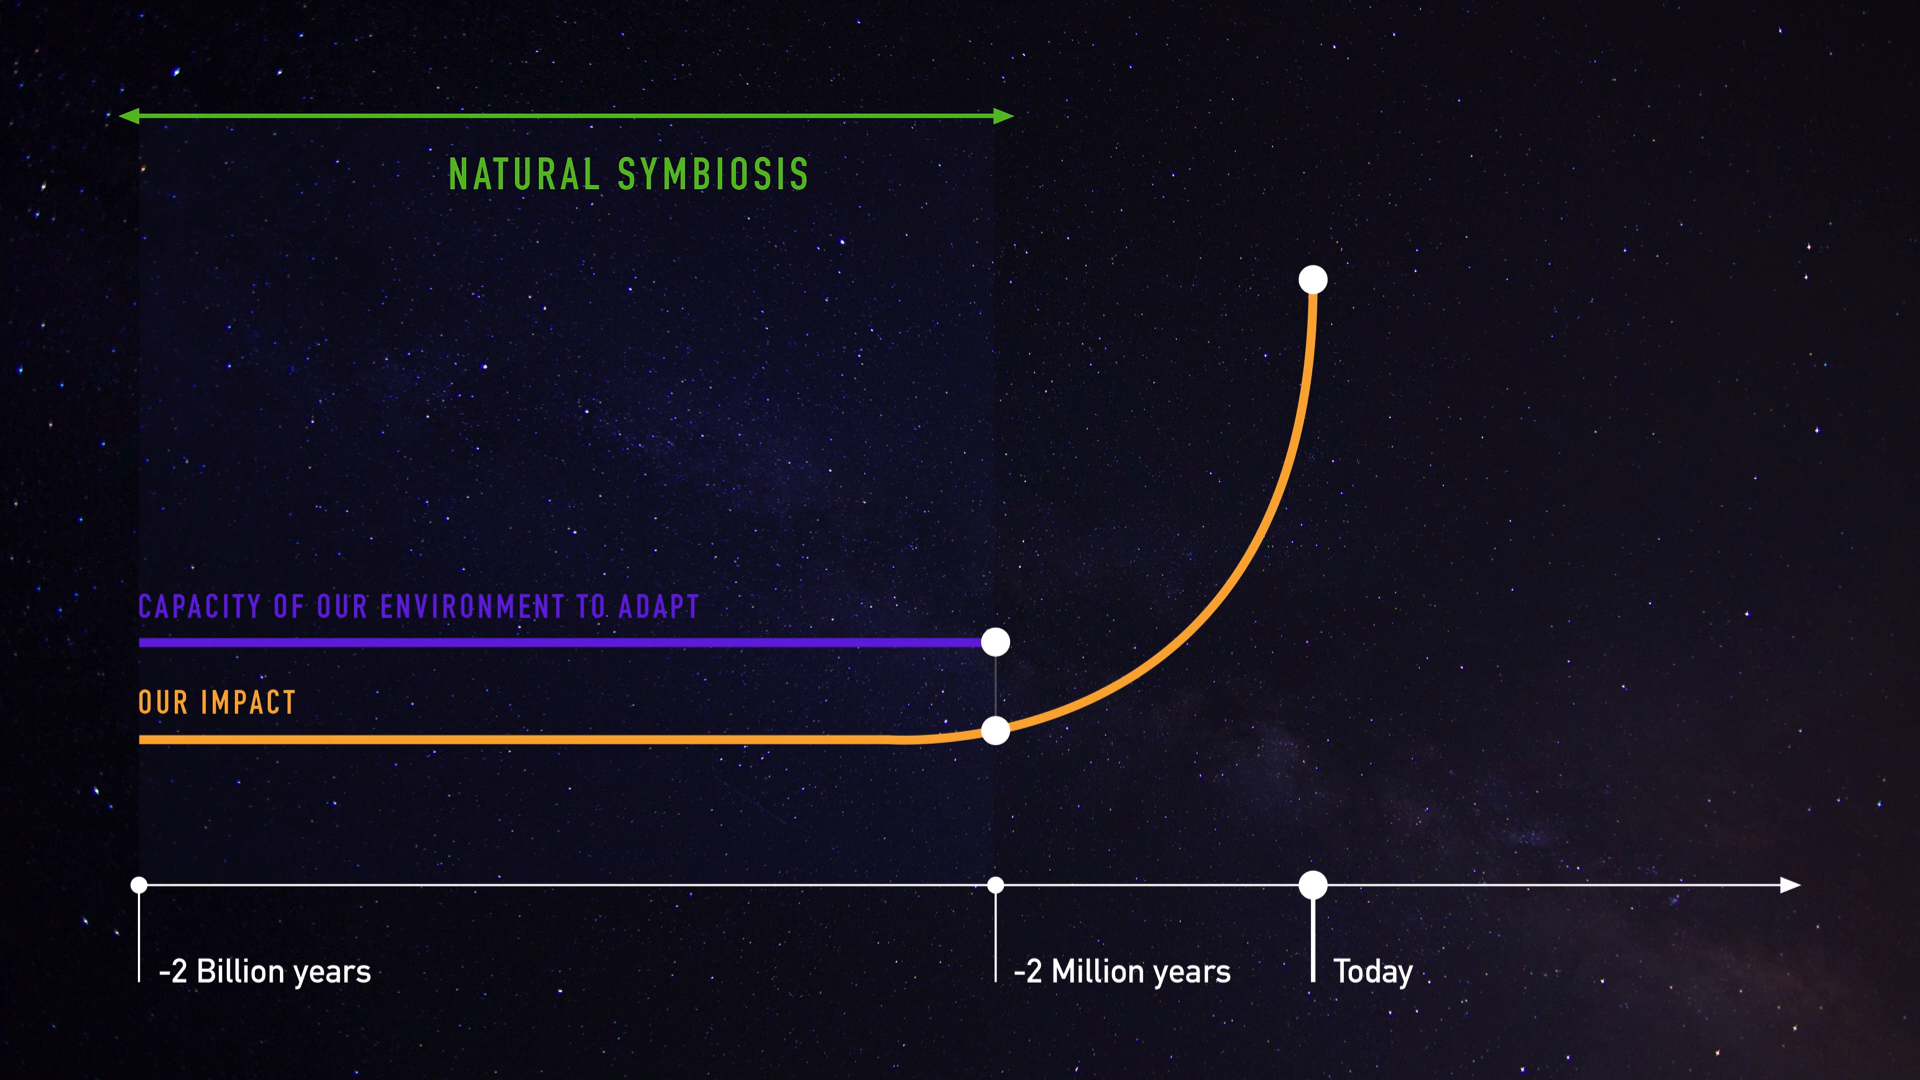 NATURAL SYMBIOSIS
CAPACITY OF OUR ENVIRONMENT TO ADAPT
OUR IMPACT
-2 Billion years
-2 Million years
Today